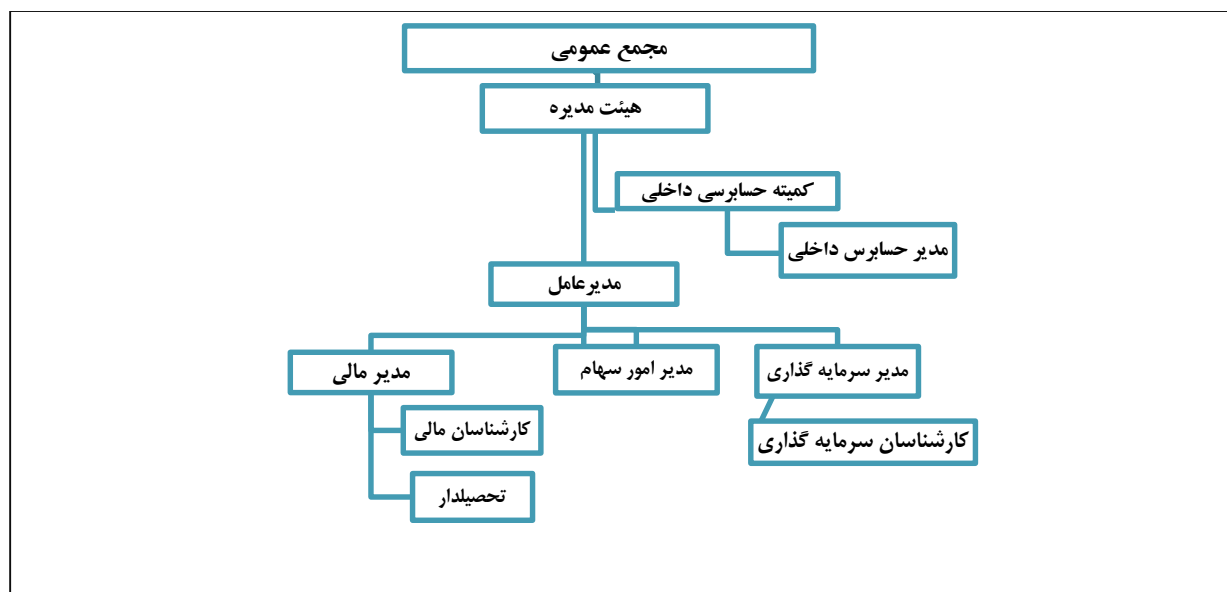 مجمع عمومی
هیئت مدیره
کمیته حسابرسی داخلی
مدیر حسابرس داخلی
مدیرعامل
مدیر سرمایه گذاری
مدیر امور سهام
مدیر مالی
کارشناسان سرمایه گذاری
کارشناسان مالی
تحصیلدار